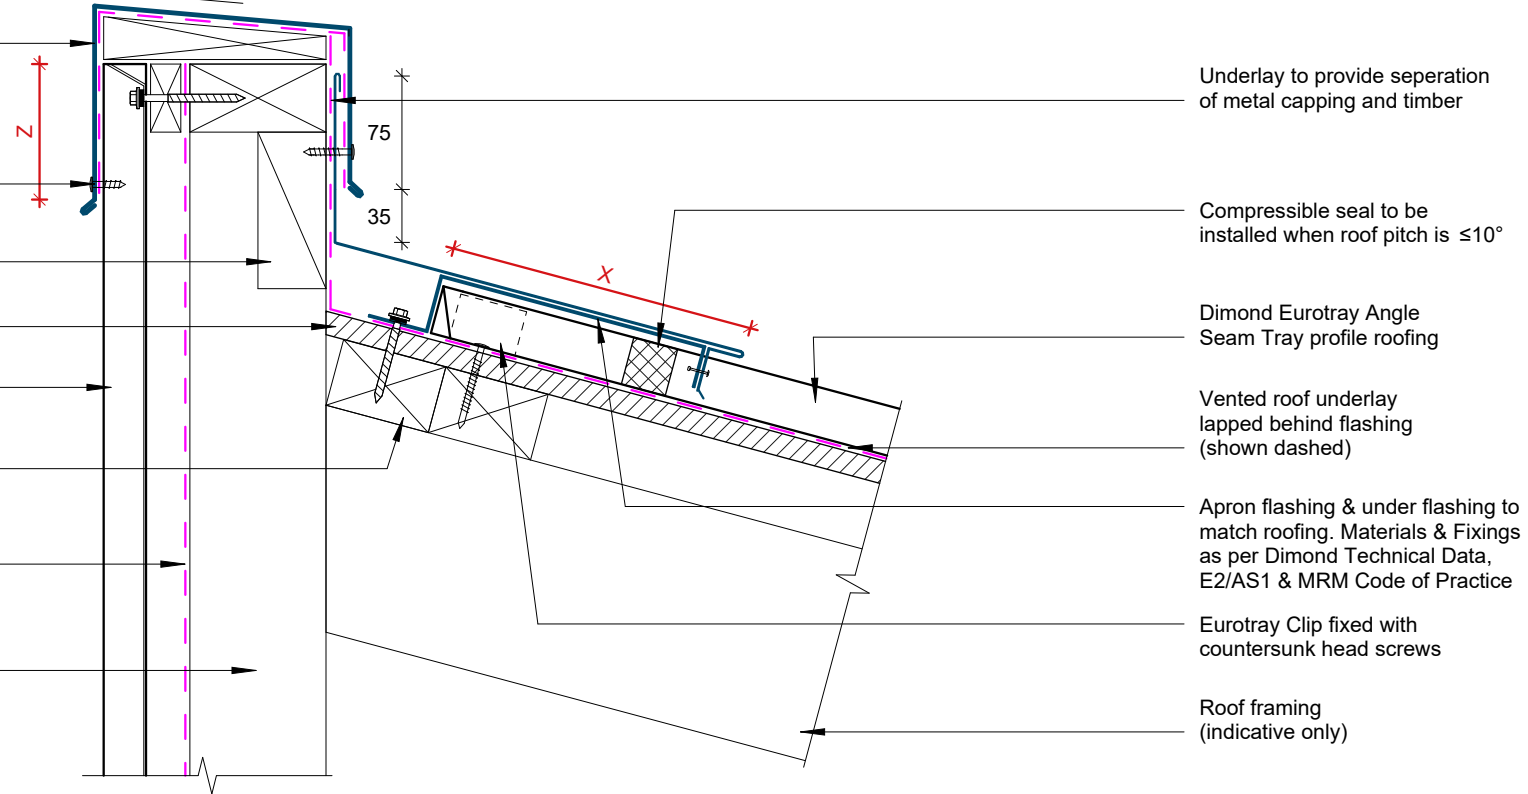 Z
75
35
X
Underlay to provide seperation
of metal capping and timber
Compressible seal to be
installed when roof pitch is ≤10°
Dimond Eurotray Angle
Seam Tray profile roofing
Vented roof underlay
lapped behind flashing
(shown dashed)
Apron flashing & under flashing to
match roofing. Materials & Fixings
as per Dimond Technical Data,
E2/AS1 & MRM Code of Practice
Eurotray Clip fixed with
countersunk head screws
Roof framing
(indicative only)